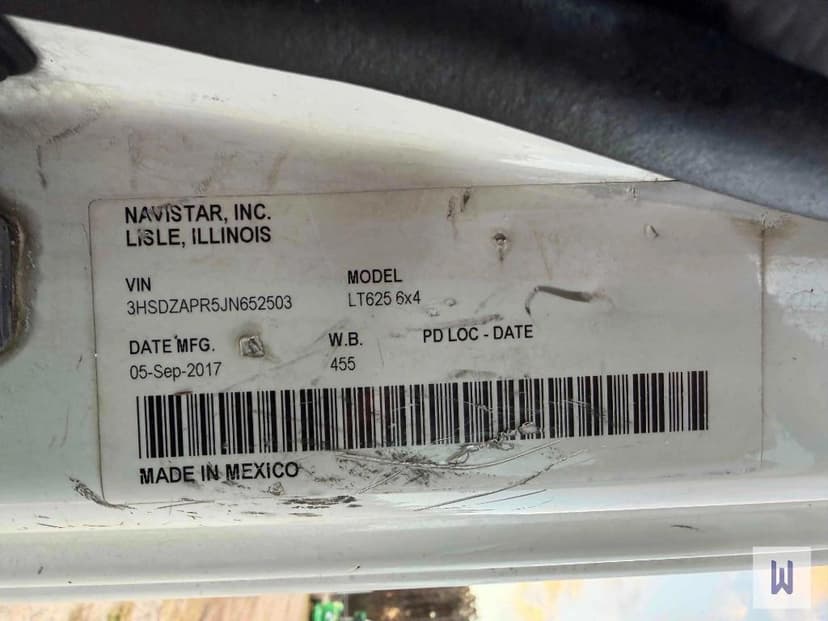 NAVISTAR, INC.
LISLE, ILLINOIS
VIN MODEL
3HSDZAPR5JN652503 LT625 6x4
DATE MFG. W.B. PD LOC - DATE
05-Sep-2017 455
MADE IN MEXICO
W